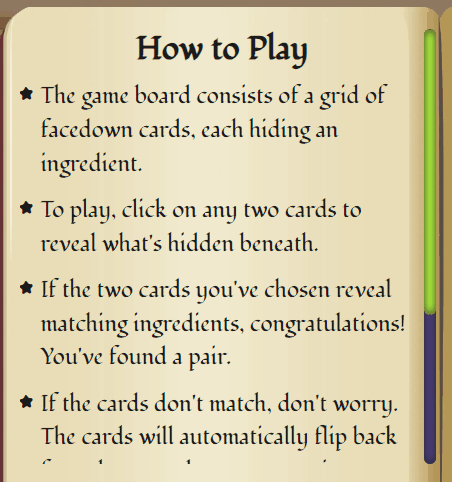 How to Play
The game board consists of a grid of
facedown cards, each hiding an
ingredient.
To play, click on any two cards to
reveal what's hidden beneath.
If the two cards you've chosen reveal
matching ingredients, congratulations!
You've found a pair.
If the cards don't match, don't worry.
The cards will automatically flip back